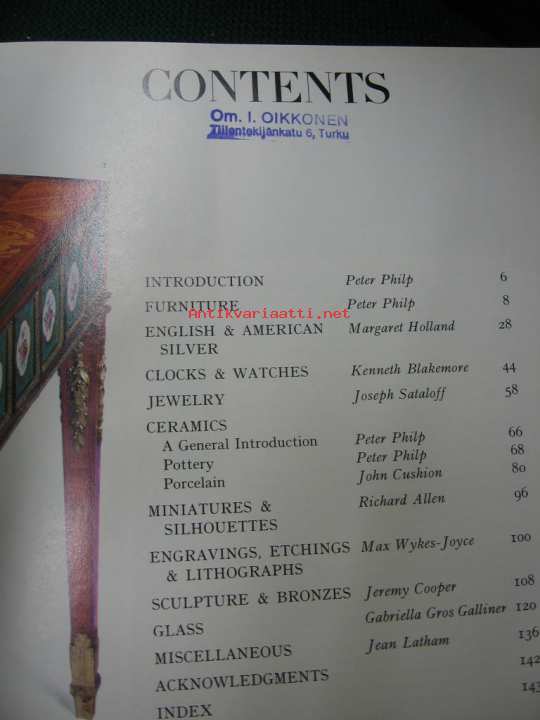 CONTENTS
Om. I. OIKKONEN
Tiilentekijänkatu 6, Turku
INTRODUCTION Peter Philp 6
FURNITURE Peter Philp 8
Antikvariaatti.net
ENGLISH & AMERICAN Margaret Holland 28
SILVER
CLOCKS & WATCHES Kenneth Blakemore 44
JEWELRY Joseph Sataloff 58
CERAMICS
A General Introduction Peter Philp 66
Pottery Peter Philp 68
Porcelain John Cushion 80
MINIATURES & Richard Allen 96
SILHOUETTES
ENGRAVINGS, ETCHINGS Max Wykes-Joyce 100
& LITHOGRAPHS
SCULPTURE & BRONZES Jeremy Cooper 108
GLASS Gabriella Gros Galliner 120
MISCELLANEOUS Jean Latham 136
ACKNOWLEDGMENTS 142
INDEX 143